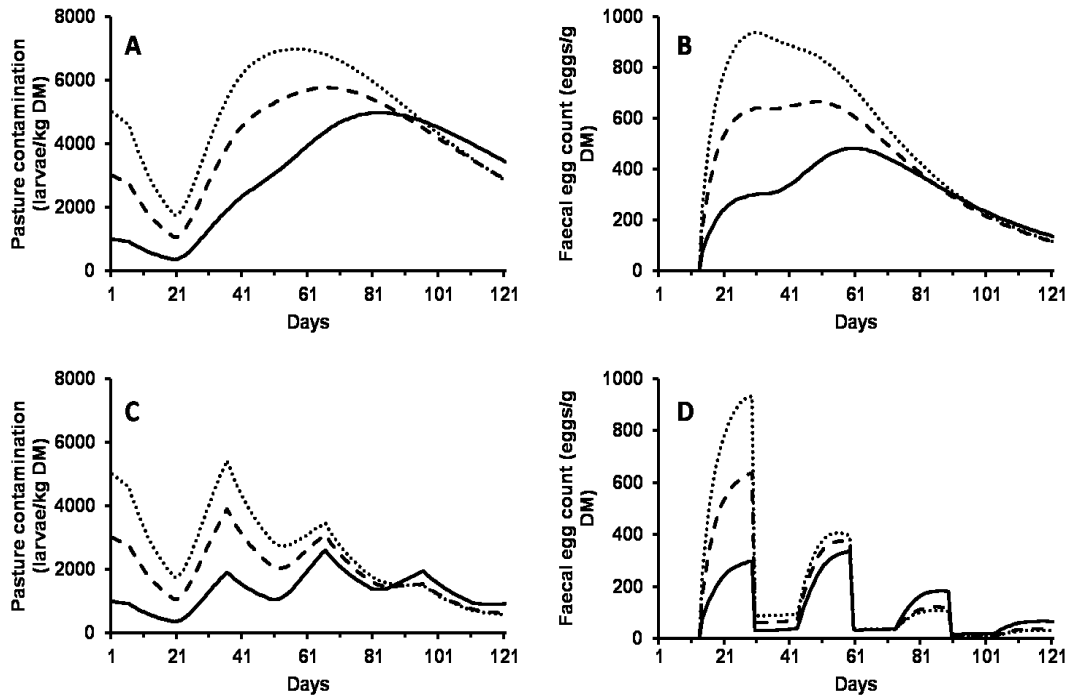 A
Pasture contamination
(larvae/kg DM)
8000
6000
4000
2000
0
1 21 41 61 81 101 121
Days
B
Faecal egg count (eggs/g
DM)
1000
800
600
400
200
0
1 21 41 61 81 101 121
Days
C
Pasture contamination
(larvae/kg DM)
8000
6000
4000
2000
0
1 21 41 61 81 101 121
Days
D
Faecal egg count (eggs/g
DM)
1000
800
600
400
200
0
1 21 41 61 81 101 121
Days